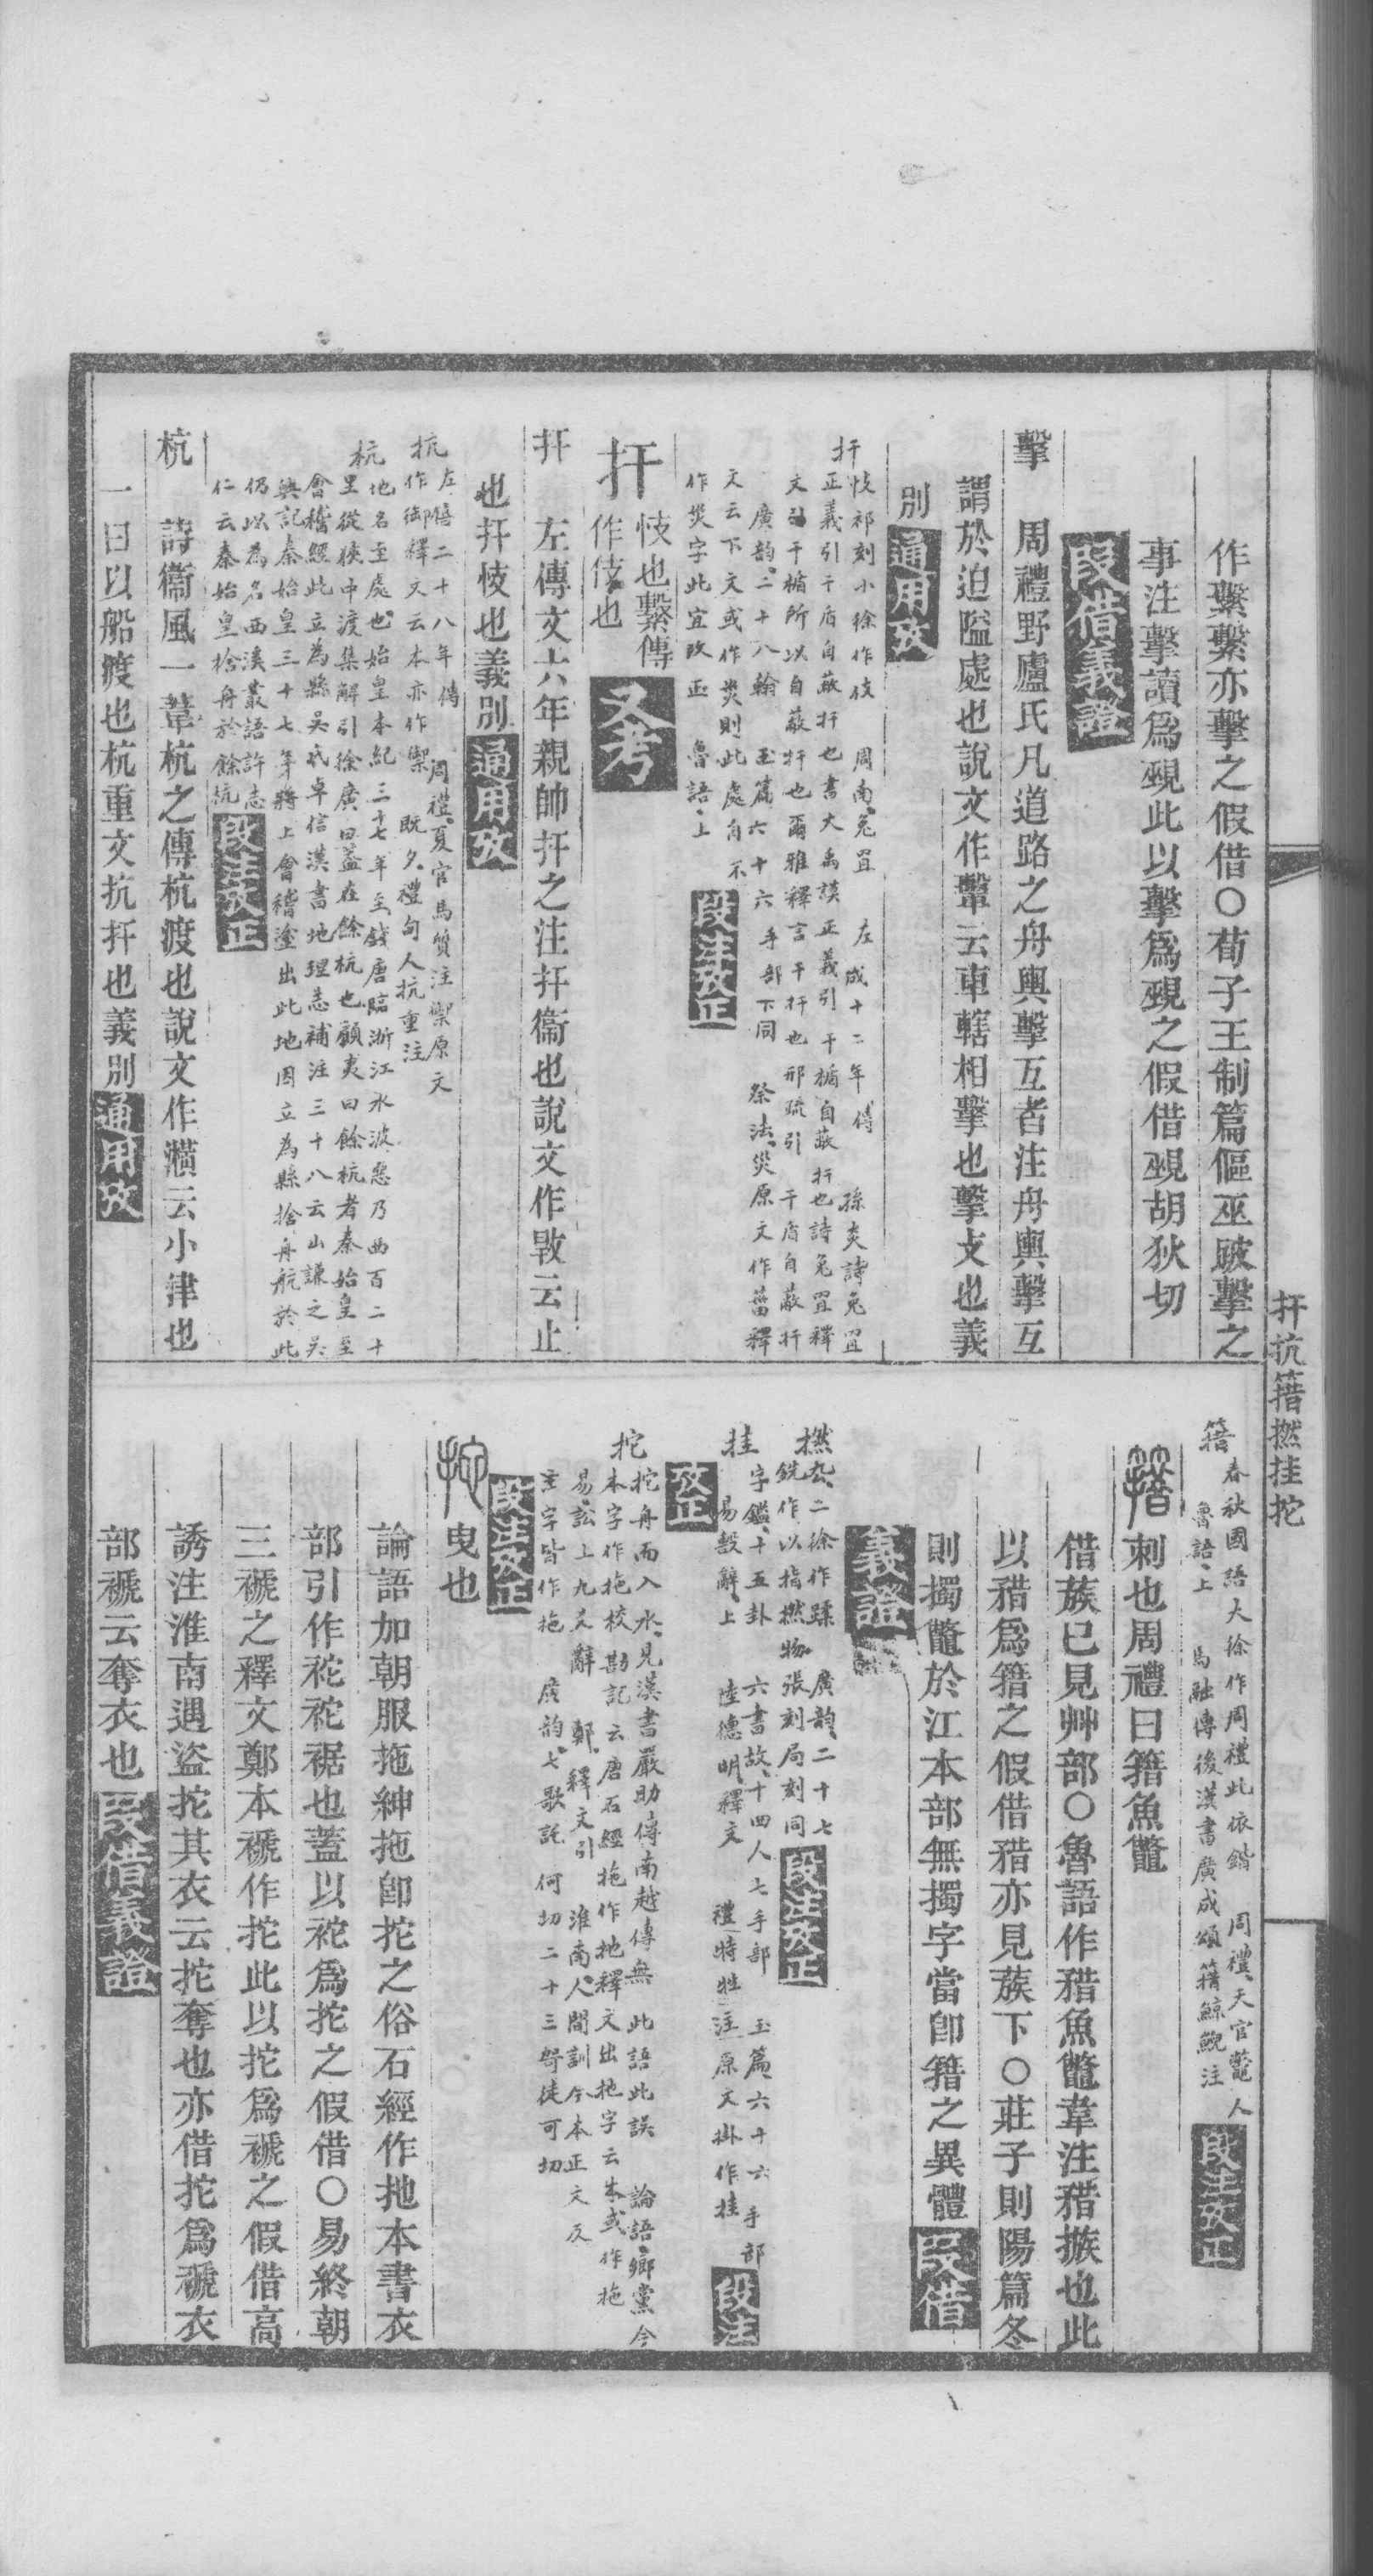 作繫繫亦擊之假借○荀子王制篇傴巫跛擊之
事注擊讀爲覡此以擊爲覡之假借覡胡狄切
段借義證
擊　周禮野廬氏凡道路之舟輿擊互者注舟輿擊互
謂於迫隘處也說文作轚云車轄相擊也擊攴也義
別通用攷
扞忮祁刻小徐作伎　周南、兔罝　左成十二年傳　孫炎詩兔罝
正義引干盾自蔽扞也書大禹謨正義引干楯自蔽扞也詩兔罝釋
文引干楯所以自蔽扞也爾雅釋言干扞也邢疏引　干盾自蔽扞
廣韵、二十八翰　玉篇六十六手部下同　祭法、災原文作菑釋
文云下文或作災則此處自不
作災字此宜改正　魯語、上　段注攷正
扞　忮也繫傳
作伎也　又考
扞　左傳文六年親帥扞之注扞衞也說文作敦云止
也扞忮也義別通用攷
抗左僖二十八年傳　周禮、夏官馬質注禦原文
作御釋文云本亦作禦　既夕禮甸人抗重注
杭地名至處也始皇本紀三十七年至錢唐臨浙江水波惡乃西百二十
里從狹中渡集解引徐廣曰蓋在餘杭也顧夷曰餘杭者秦始皇至
會稽經此立爲縣吳卓信漢書地理志補注三十八云山謙之吳
興記秦始皇三十七年將上會稽塗出此地因立為縣捨舟航於此
仍以為名西溪叢語許志
仁云秦始皇捨舟於餘杭段注攷正
杭　詩衞風一葦杭之傳杭渡也說文作㶇云小津也
一曰以船渡也杭重文抗扞也義別通用攷
扞抗籍撚挂拕
籍春秋國語大徐作周禮此依鍇　周禮、天官鼈人
魯語、上　馬融傳後漢書廣成頌籍鯨鯢注　段注攷正
籍刺也周禮曰籍魚鼈
借蔟已見艸部○魯語作矠魚鼈韋注矠㨞也此
以矠爲籍之假借矠亦見蔟下○莊子則陽篇冬
則擉鼈於江本部無擉字當卽籍之異體段借
義證
撚厹、二徐作蹂　廣韵、二十七
銑作以指撚物張刻局刻同　段注攷正
挂字鑑、十五卦　六書故、十四人七手部　玉篇六十六手部
易毄辭、上　陸德明、釋文　禮特牲注原文掛作挂　段注
攷正
拕拕舟而入水、見漢書嚴助傳南越傳無此語此誤　論語、鄉黨今
本字作拖校勘記云唐石經拖作扡釋文出扡字云本或作拖
易、訟上九爻辭　鄭、釋文引　淮南、人閒訓今本正文及
注字皆作拖　廣韵、七歌託何切二十三哿徒可切
段注攷正
拕曳也
論語加朝服拖紳拖卽拕之俗石經作扡本書衣
部引作袉袉裾也蓋以袉爲拕之假借○易終朝
三褫之釋文鄭本褫作拕此以拕爲褫之假借高
誘注淮南遇盜拕其衣云拕奪也亦借拕爲褫衣
部褫云奪衣也段借義證